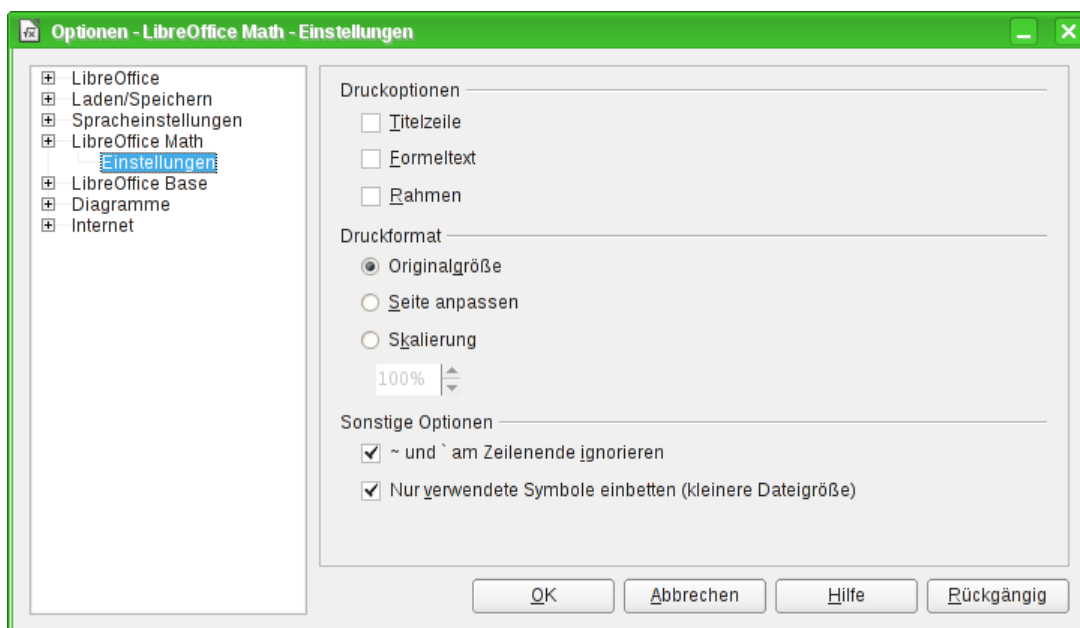 Optionen - LibreOffice Math - Einstellungen
LibreOffice
Laden/Speichern
Spracheinstellungen
LibreOffice Math
Einstellungen
LibreOffice Base
Diagramme
Internet
Druckoptionen
Titelzeile
Formeltext
Rahmen
Druckformat
Originalgröße
Seite anpassen
Skalierung
100%
Sonstige Optionen
~ und ` am Zeilenende ignorieren
Nur verwendete Symbole einbetten (kleinere Dateigröße)
OK
Abbrechen
Hilfe
Rückgängig